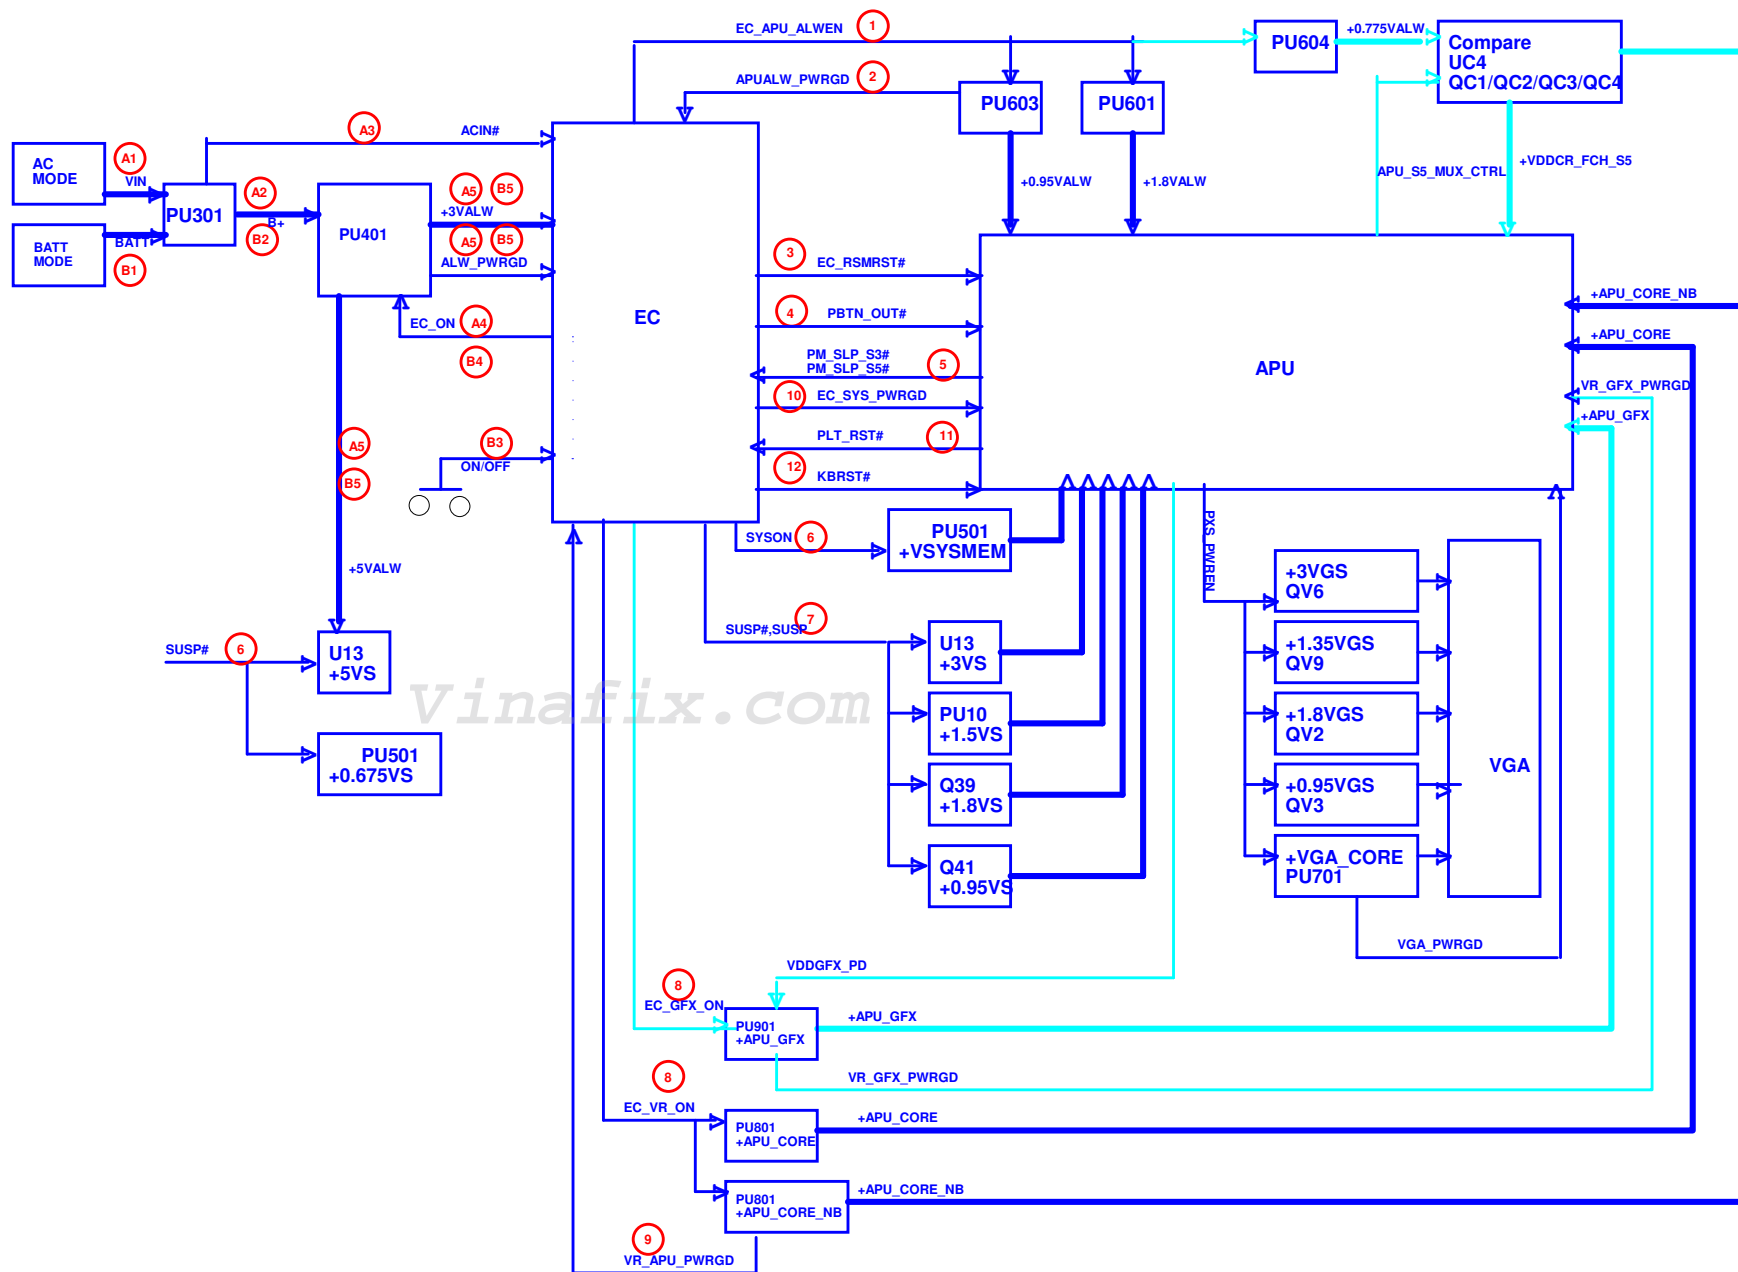 EC_APU_ALWEN
1
APUALW_PWRGD
2
PU603
PU601
PU604
+0.775VALW
Compare
UC4
QC1/QC2/QC3/QC4
+0.95VALW
+1.8VALW
APU_S5_MUX_CTRL
+VDDCR_FCH_S5
AC
MODE
A1
VIN
BATT
MODE
BATT
B1
PU301
A2
B+
B2
A3
ACIN#
PU401
A5
B5
+3VALW
A5
B5
ALW_PWRGD
EC_ON
A4
B4
B3
ON/OFF
A5
B5
+5VALW
EC
3
EC_RSMRST#
4
PBTN_OUT#
PM_SLP_S3#
PM_SLP_S5#
5
10
EC_SYS_PWRGD
PLT_RST#
11
12
KBRST#
APU
+APU_CORE_NB
+APU_CORE
VR_GFX_PWRGD
+APU_GFX
SYSON
6
PU501
+VSYSMEM
SUSP#,SUSP
7
U13
+3VS
PU10
+1.5VS
Q39
+1.8VS
Q41
+0.95VS
SUSP#
6
U13
+5VS
PU501
+0.675VS
Vinafix.com
PXS_PWREN
+3VGS
QV6
+1.35VGS
QV9
+1.8VGS
QV2
+0.95VGS
QV3
+VGA_CORE
PU701
VGA
VGA_PWRGD
VDDGFX_PD
8
EC_GFX_ON
PU901
+APU_GFX
+APU_GFX
VR_GFX_PWRGD
8
EC_VR_ON
PU801
+APU_CORE
+APU_CORE
PU801
+APU_CORE_NB
+APU_CORE_NB
9
VR_APU_PWRGD